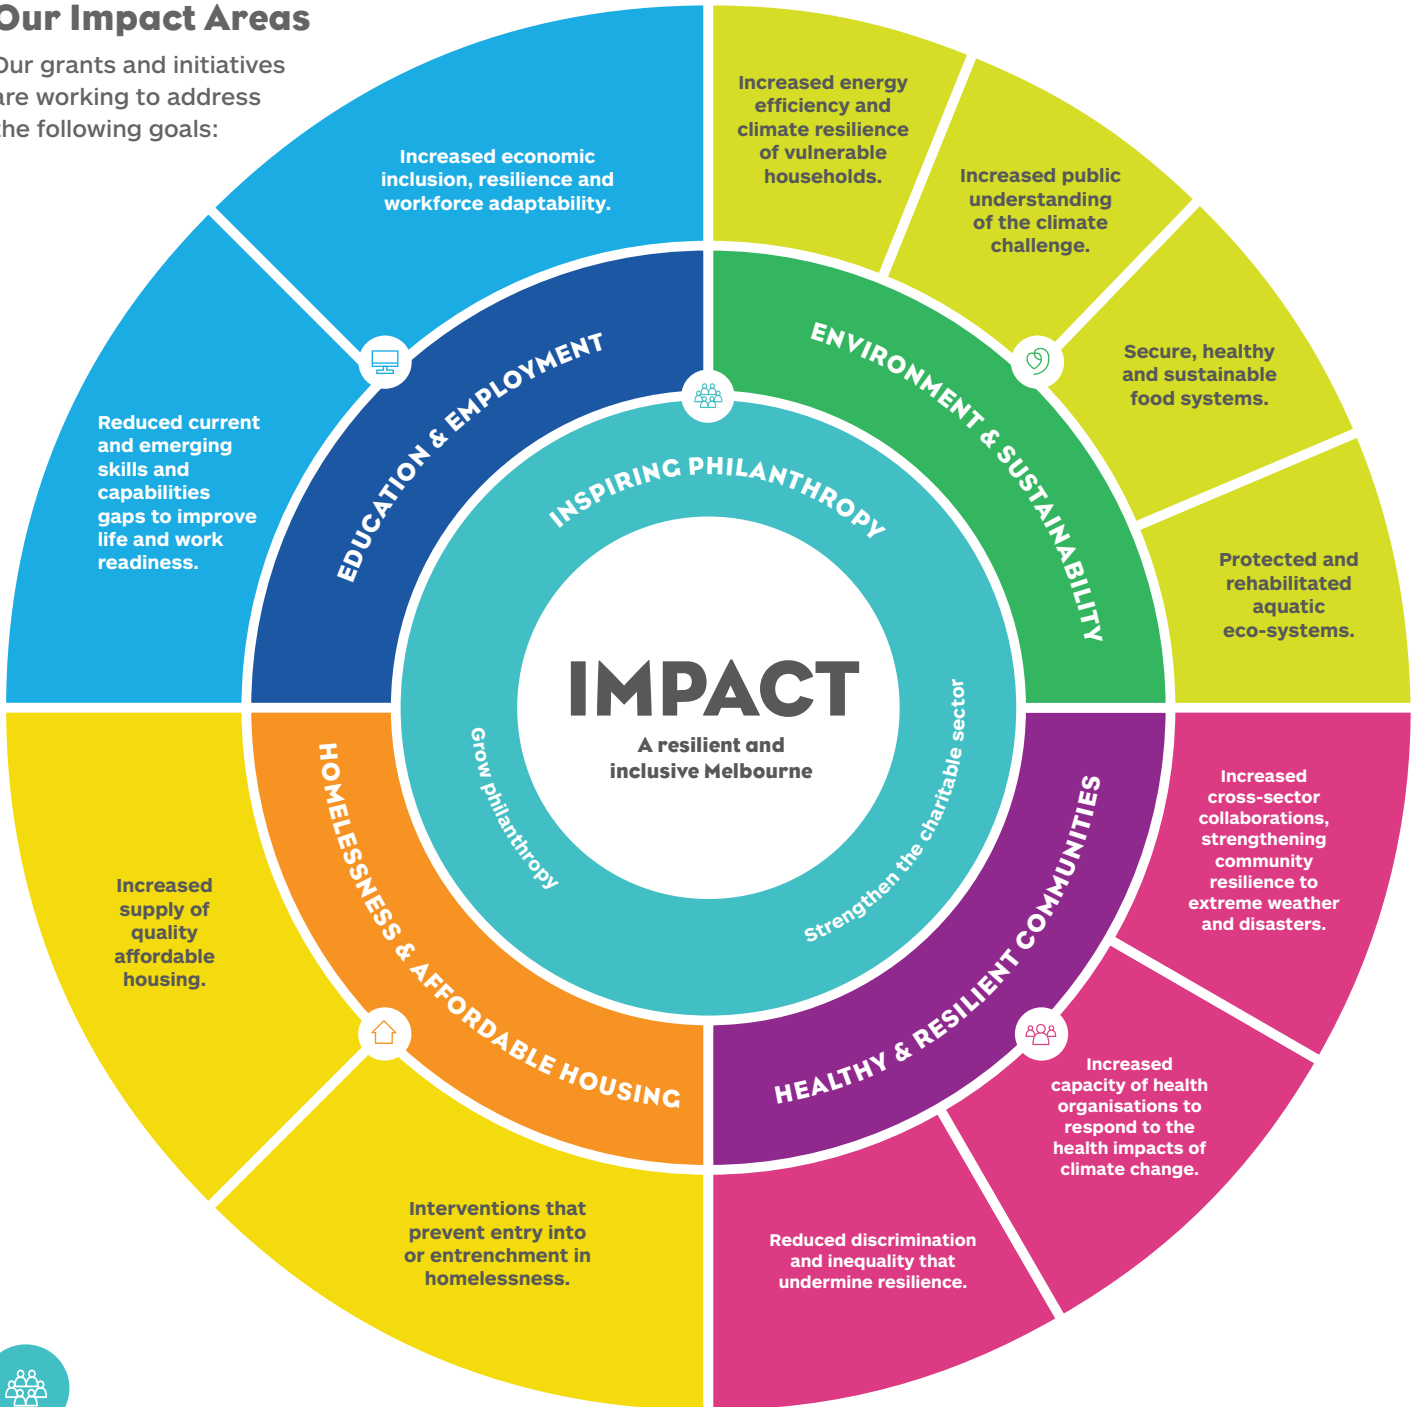 Our Impact Areas
Our grants and initiatives
are working to address
the following goals:
Increased economic
inclusion, resilience and
workforce adaptability.
Increased energy
efficiency and
climate resilience
of vulnerable
households.
Increased public
understanding
of the climate
challenge.
Secure, healthy
and sustainable
food systems.
Protected and
rehabilitated
aquatic
eco-systems.
Reduced current
and emerging
skills and
capabilities
gaps to improve
life and work
readiness.
EDUCATION & EMPLOYMENT
ENVIRONMENT & SUSTAINABILITY
INSPIRING PHILANTHROPY
IMPACT
A resilient and
inclusive Melbourne
Grow philanthropy
Strengthen the charitable sector
HOMELESSNESS & AFFORDABLE HOUSING
HEALTHY & RESILIENT COMMUNITIES
Increased
supply of
quality
affordable
housing.
Interventions that
prevent entry into
or entrenchment in
homelessness.
Increased
cross-sector
collaborations,
strengthening
community
resilience to
extreme weather
and disasters.
Increased
capacity of health
organisations to
respond to the
health impacts of
climate change.
Reduced discrimination
and inequality that
undermine resilience.